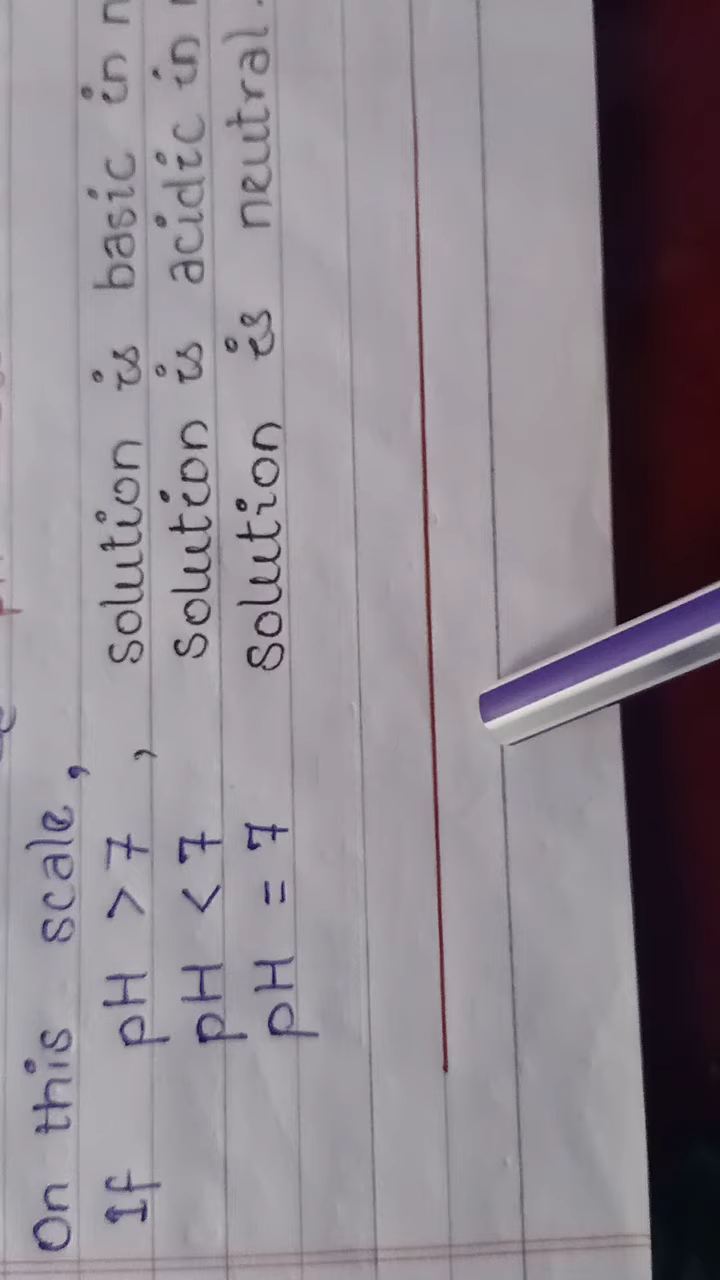 On this scale,
If pH > 7 , solution is basic in
pH < 7 solution is acidic in
pH = 7 solution is neutral.